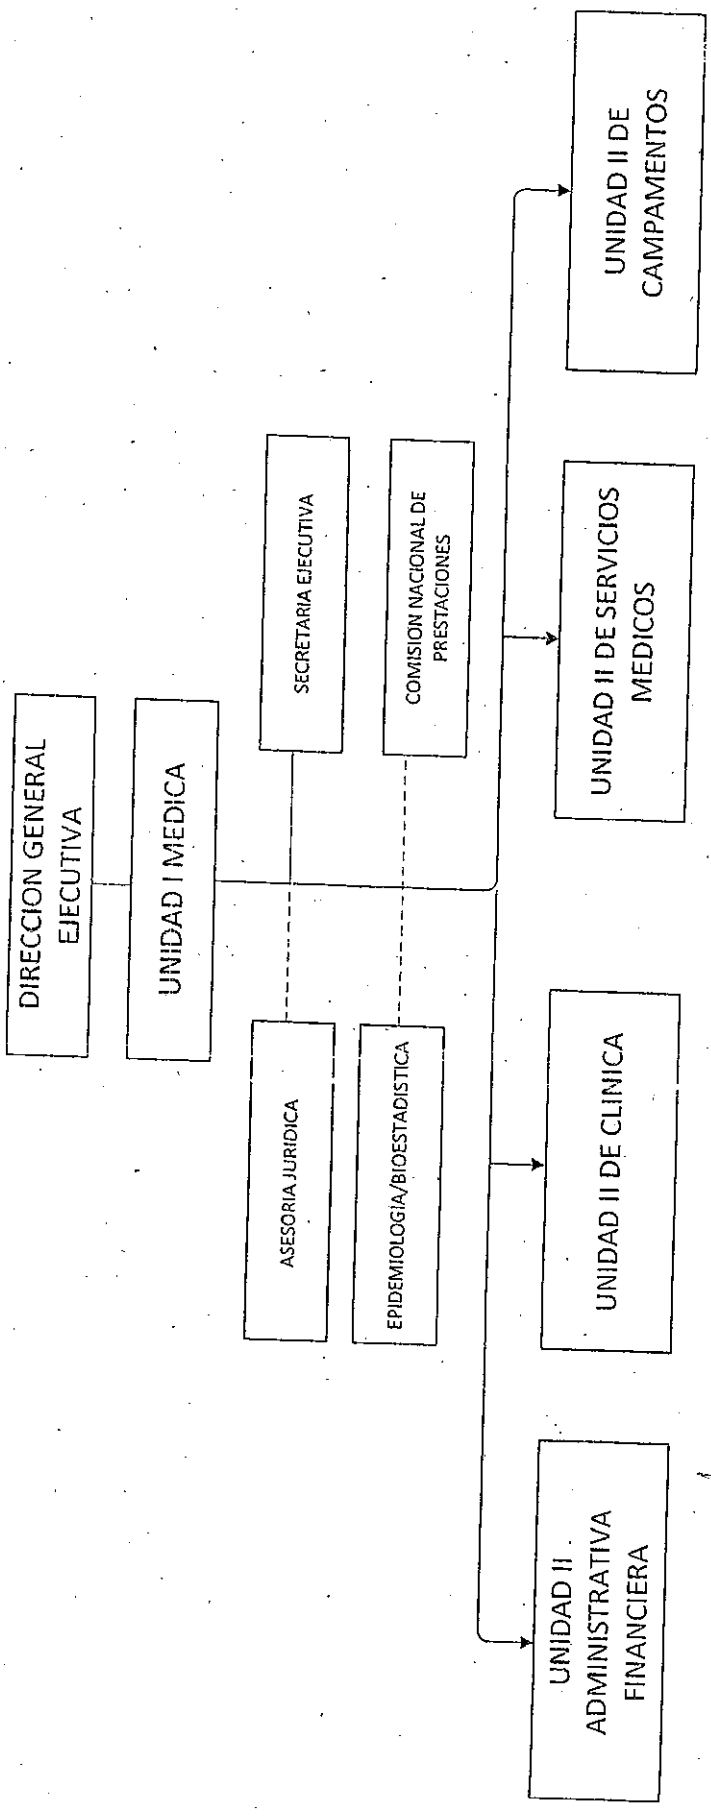 DIRECCION GENERAL
EJECUTIVA
UNIDAD I MEDICA
ASESORIA JURIDICA
SECRETARIA EJECUTIVA
EPIDEMIOLOGIA/BIOESTADISTICA
COMISION NACIONAL DE
PRESTACIONES
UNIDAD II
ADMINISTRATIVA
FINANCIERA
UNIDAD II DE CLINICA
UNIDAD II DE SERVICIOS
MEDICOS
UNIDAD II DE
CAMPAMENTOS